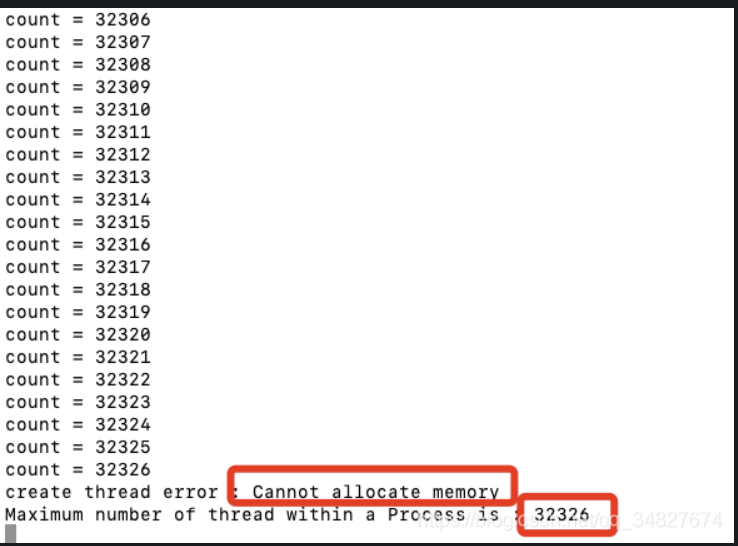 count = 32306
count = 32307
count = 32308
count = 32309
count = 32310
count = 32311
count = 32312
count = 32313
count = 32314
count = 32315
count = 32316
count = 32317
count = 32318
count = 32319
count = 32320
count = 32321
count = 32322
count = 32323
count = 32324
count = 32325
count = 32326
create thread error : Cannot allocate memory
Maximum number of thread within a Process is : 32326
https://blog.csdn.net/qq_34827674